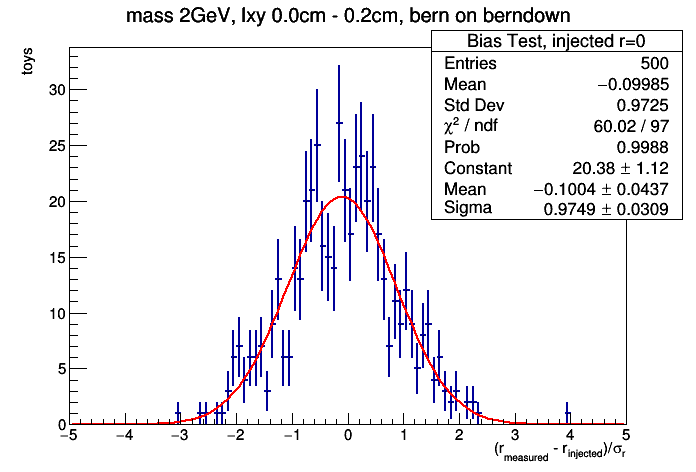 mass 2GeV, lxy 0.0cm - 0.2cm, bern on berndown
Bias Test, injected r=0
Entries 500
Mean −0.09985
Std Dev 0.9725
χ² / ndf 60.02 / 97
Prob 0.9988
Constant 20.38 ± 1.12
Mean −0.1004 ± 0.0437
Sigma 0.9749 ± 0.0309
toys
30
25
20
15
10
5
0
−5 −4 −3 −2 −1 0 1 2 3 4 5
(r_measured - r_injected)/σ_r